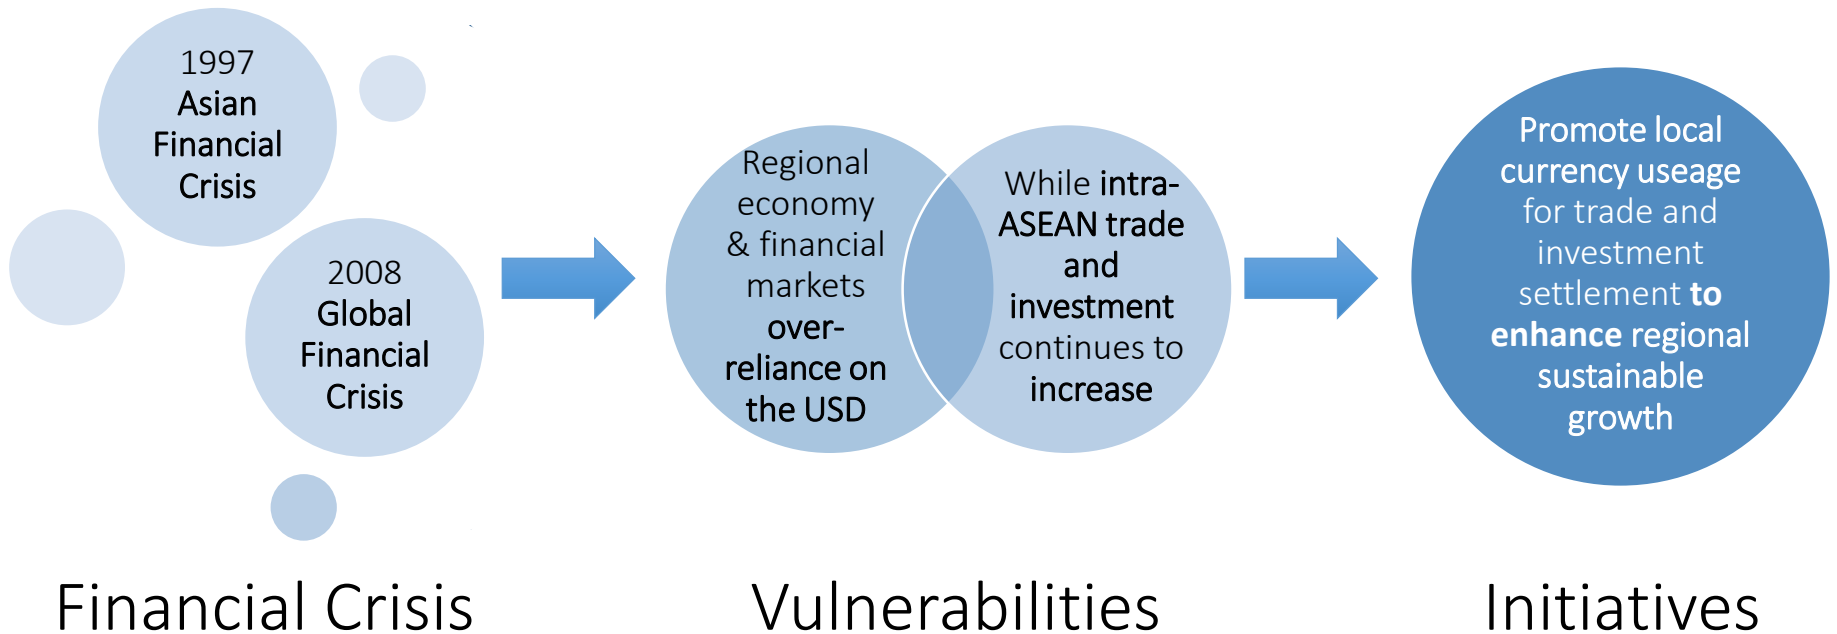 1997
Asian
Financial
Crisis
2008
Global
Financial
Crisis
Regional
economy
& financial
markets
over-
reliance on
the USD
While intra-
ASEAN trade
and
investment
continues to
increase
Promote local
currency useage
for trade and
investment
settlement to
enhance regional
sustainable
growth
Financial Crisis
Vulnerabilities
Initiatives